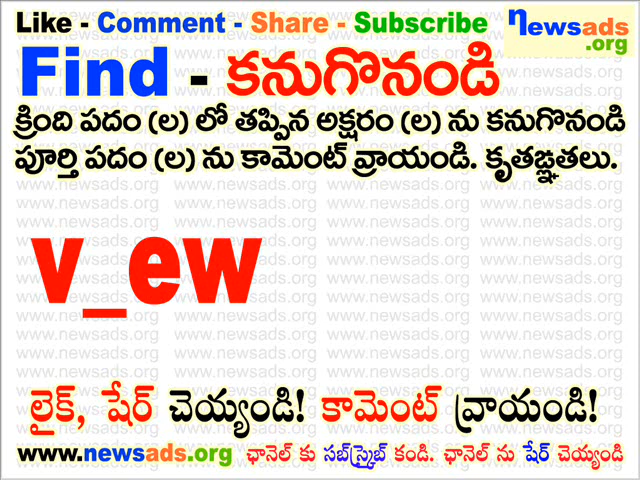 Like - Comment - Share - Subscribe
newsads
.org
Find - కనుగొనండి
క్రింది పదం (ల) లో తప్పిన అక్షరం (ల) ను కనుగొనండి
పూర్తి పదం (ల) ను కామెంట్ వ్రాయండి. కృతజ్ఞతలు.
v_ew
లైక్, షేర్ చెయ్యండి! కామెంట్ వ్రాయండి!
www.newsads.org ఛానెల్ కు సబ్‌స్క్రైబ్ కండి. ఛానెల్ ను షేర్ చెయ్యండి